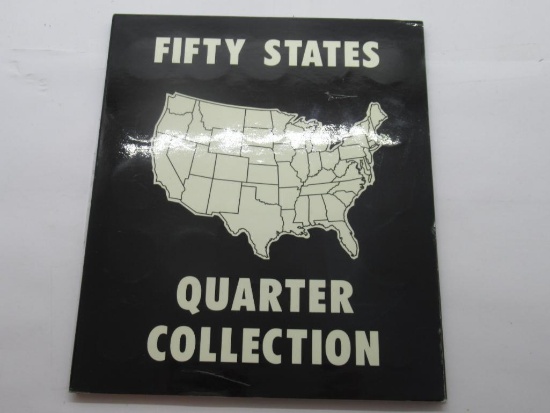 FIFTY STATES
QUARTER
COLLECTION